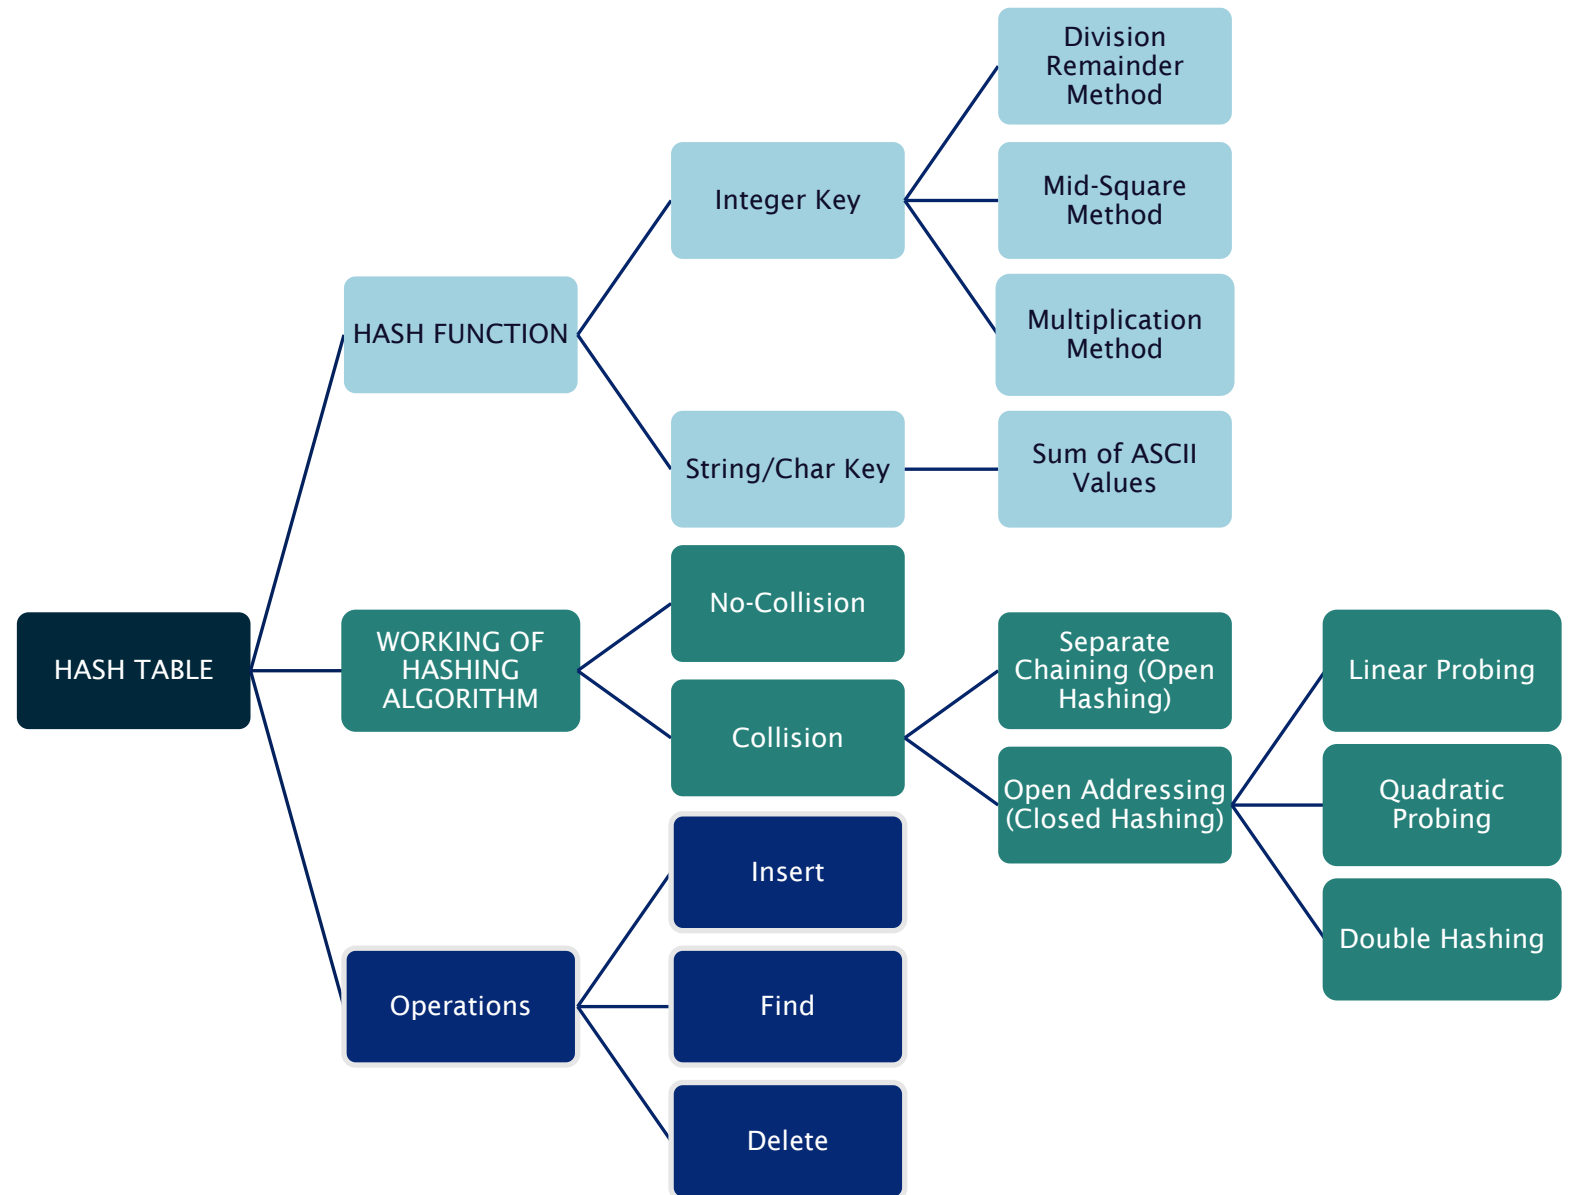 HASH TABLE
HASH FUNCTION
Integer Key
Division
Remainder
Method
Mid-Square
Method
Multiplication
Method
String/Char Key
Sum of ASCII
Values
WORKING OF
HASHING
ALGORITHM
No-Collision
Collision
Separate
Chaining (Open
Hashing)
Open Addressing
(Closed Hashing)
Linear Probing
Quadratic
Probing
Double Hashing
Operations
Insert
Find
Delete